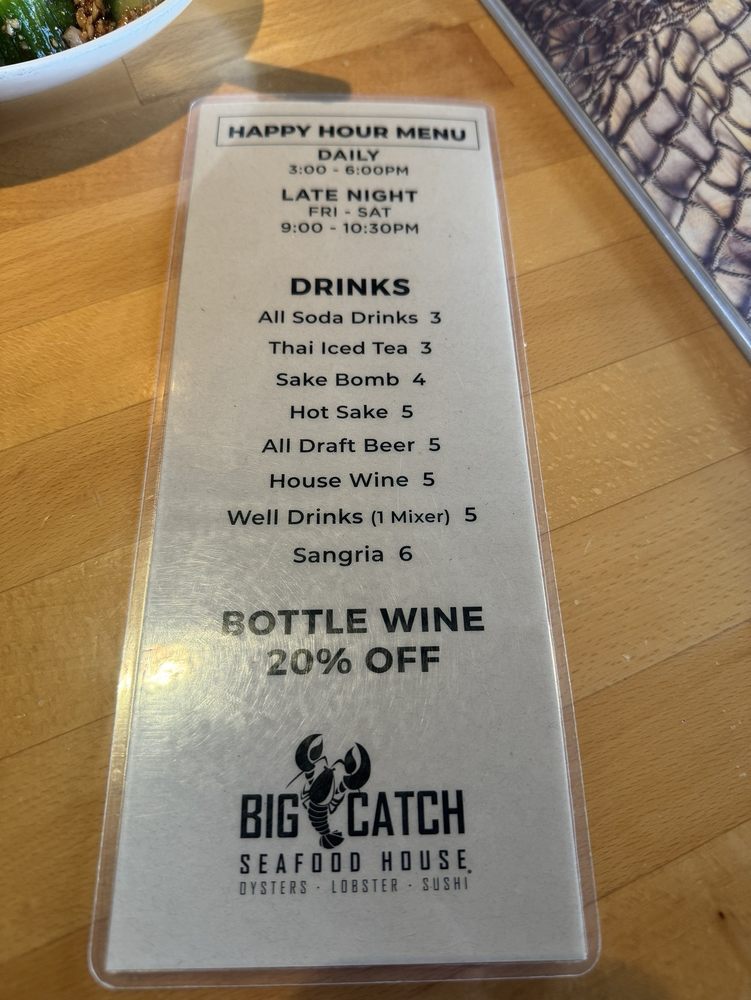 HAPPY HOUR MENU
DAILY
3:00 - 6:00PM
LATE NIGHT
FRI - SAT
9:00 - 10:30PM
DRINKS
All Soda Drinks 3
Thai Iced Tea 3
Sake Bomb 4
Hot Sake 5
All Draft Beer 5
House Wine 5
Well Drinks (1 Mixer) 5
Sangria 6
BOTTLE WINE
20% OFF
BIG CATCH
SEAFOOD HOUSE
OYSTERS · LOBSTER · SUSHI